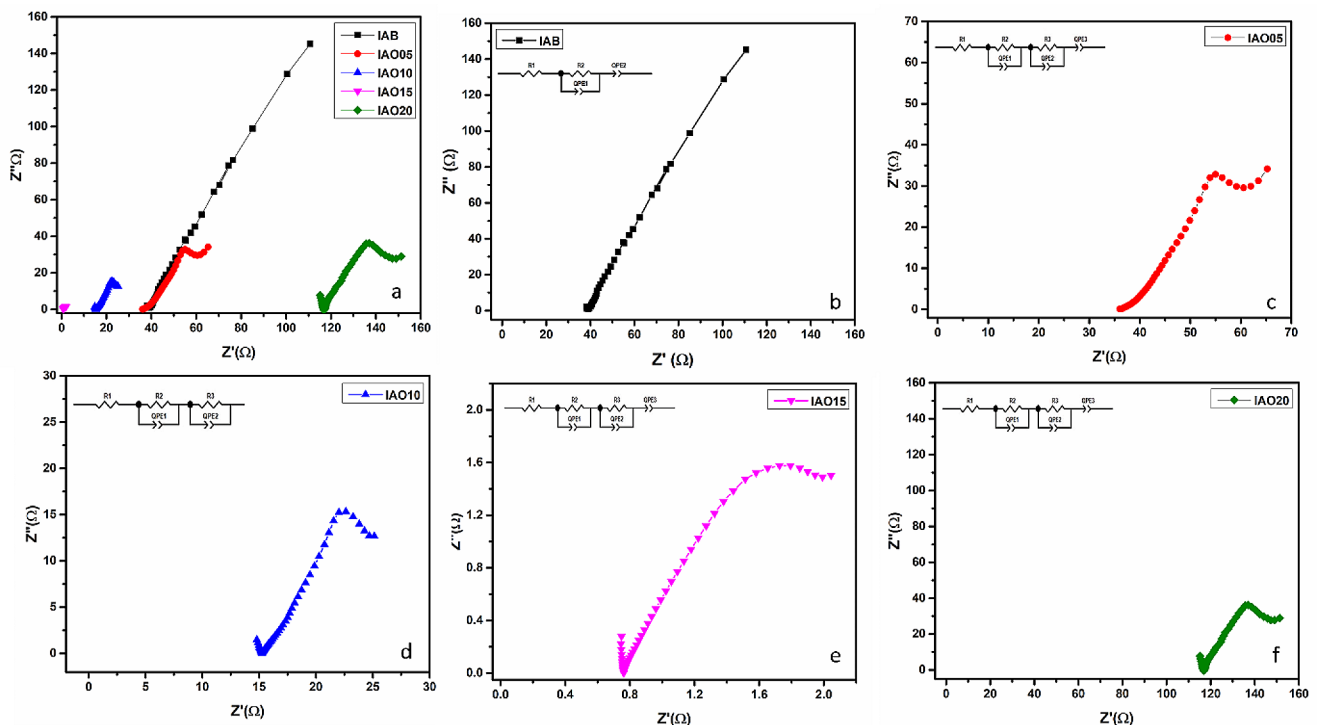 160
140
120
100
80
60
40
20
0
Z''(Ω)
0 20 40 60 80 100 120 140 160
Z'(Ω)
IAB
IAO05
IAO10
IAO15
IAO20
a
160
140
120
100
80
60
40
20
0
Z'' (Ω)
0 20 40 60 80 100 120 140 160
Z' (Ω)
IAB
R1 R2 QPE2
QPE1
b
70
60
50
40
30
20
10
0
Z''(Ω)
0 10 20 30 40 50 60 70
Z'(Ω)
IAO05
R1 R2 R3 QPE3
QPE1 QPE2
c
30
25
20
15
10
5
0
Z''(Ω)
0 5 10 15 20 25 30
Z'(Ω)
IAO10
R1 R2 R3
QPE1 QPE2
d
2.0
1.6
1.2
0.8
0.4
0.0
Z''(Ω)
0.0 0.4 0.8 1.2 1.6 2.0
Z'(Ω)
IAO15
R1 R2 R3 QPE3
QPE1 QPE2
e
160
140
120
100
80
60
40
20
0
Z''(Ω)
0 20 40 60 80 100 120 140 160
Z'(Ω)
IAO20
R1 R2 R3 QPE3
QPE1 QPE2
f